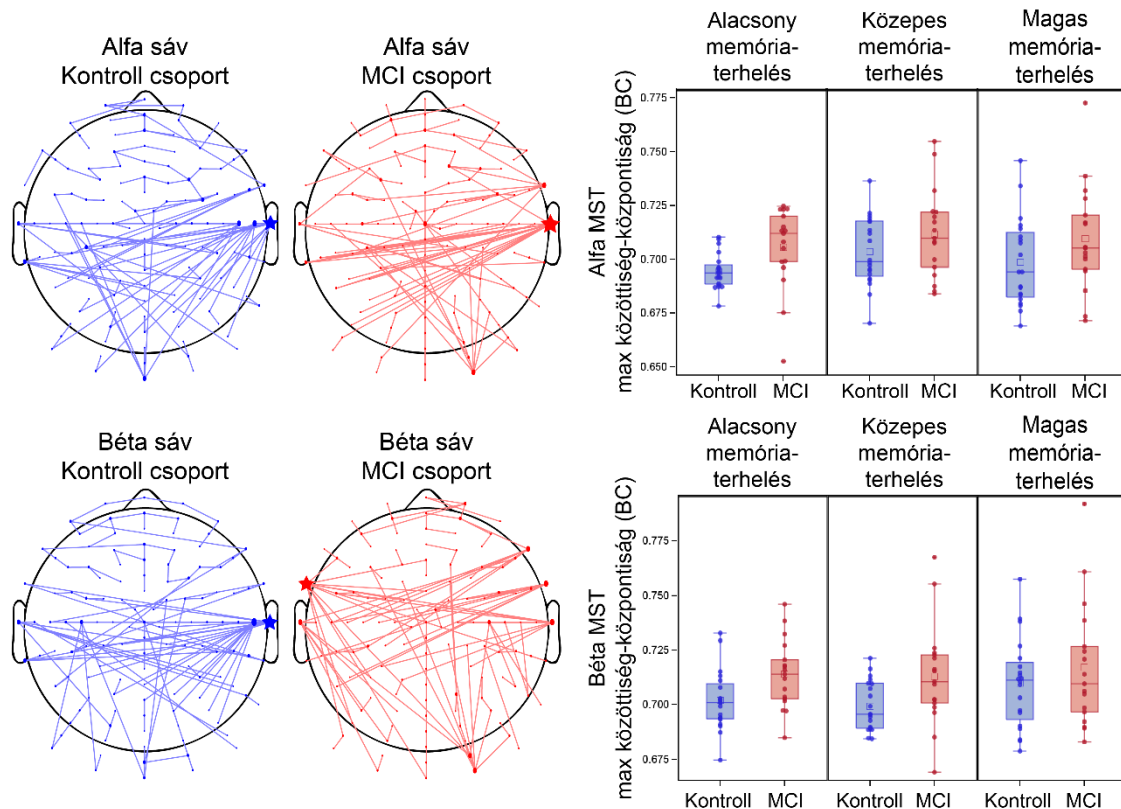 Alfa sáv
Kontroll csoport
Alfa sáv
MCI csoport
Alacsony
memória-
terhelés
Közepes
memória-
terhelés
Magas
memória-
terhelés
Alfa MST
max közöttiség-központiság (BC)
0.775
0.750
0.725
0.700
0.675
0.650
Kontroll MCI
Kontroll MCI
Kontroll MCI
Béta sáv
Kontroll csoport
Béta sáv
MCI csoport
Alacsony
memória-
terhelés
Közepes
memória-
terhelés
Magas
memória-
terhelés
Béta MST
max közöttiség-központiság (BC)
0.775
0.750
0.725
0.700
0.675
Kontroll MCI
Kontroll MCI
Kontroll MCI